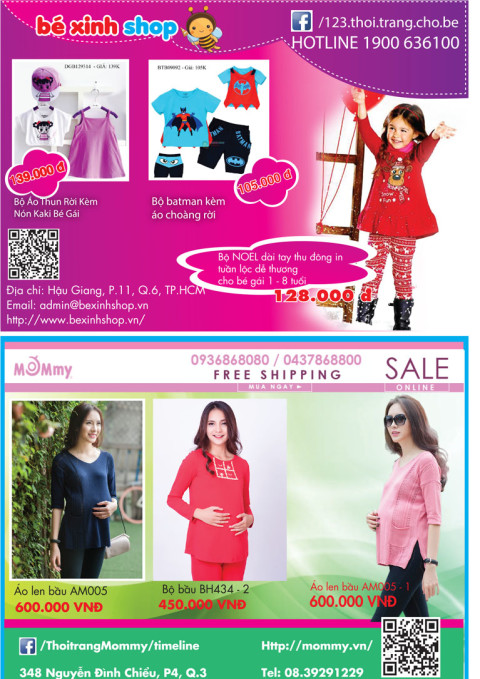 bé xinh shop
f /123.thoi.trang.cho.be
HOTLINE 1900 636100
DGB129314 - GIÁ: 139K
BTB09092 - Giá: 105K
BATMAN
139.000 đ
105.000 đ
Bộ Áo Thun Rời Kèm
Nón Kaki Bé Gái
Bộ batman kèm
áo choàng rời
Bộ NOEL dài tay thu đông in
tuần lộc dễ thương
cho bé gái 1 - 8 tuổi
128.000 đ
Địa chỉ: Hậu Giang, P.11, Q.6, TP.HCM
Email: admin@bexinhshop.vn
http://www.bexinhshop.vn/
MOMmy
0936868080 / 0437868800
FREE SHIPPING
MUA NGAY
SALE
ONLINE
Áo len bầu AM005
600.000 VNĐ
Bộ bầu BH434 - 2
450.000 VNĐ
Áo len bầu AM005 - 1
600.000 VNĐ
f /ThoitrangMommy/timeline
Http://mommy.vn/
348 Nguyễn Đình Chiểu, P4, Q.3
Tel: 08.39291229